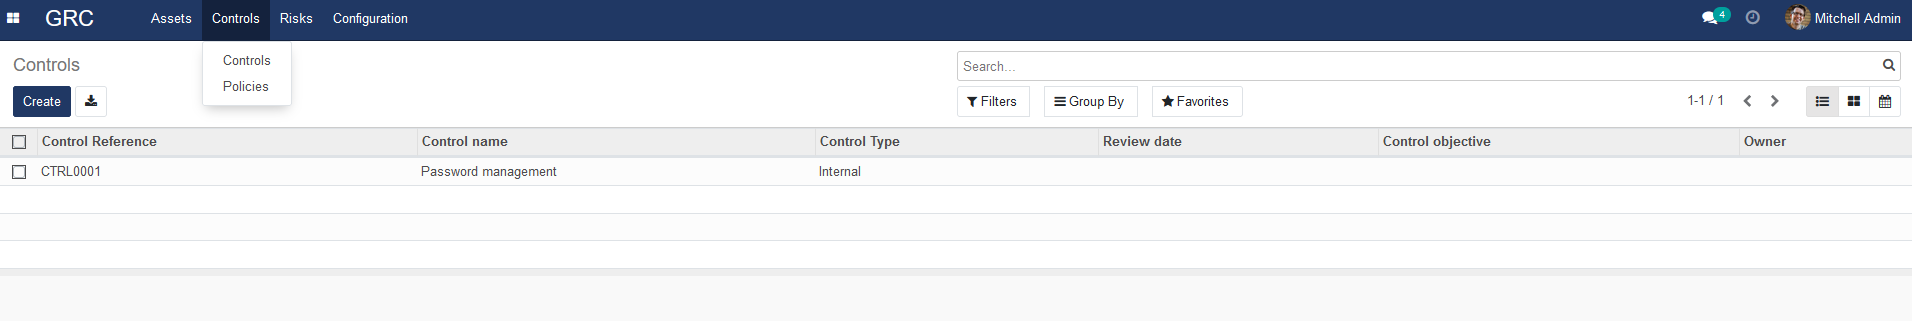 GRC Assets Controls Risks Configuration 4 Mitchell Admin
Controls
Policies
Controls
Search...
Create
Filters Group By Favorites 1-1 / 1
Control Reference Control name Control Type Review date Control objective Owner
CTRL0001 Password management Internal